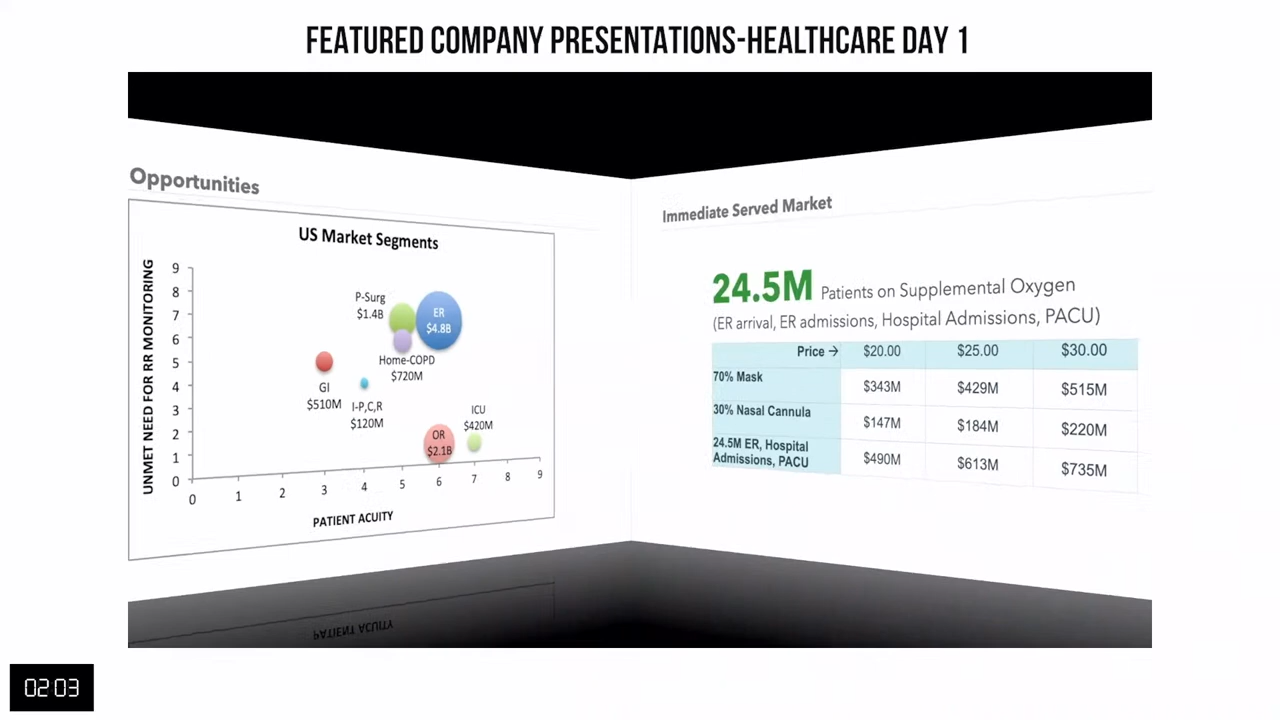 FEATURED COMPANY PRESENTATIONS-HEALTHCARE DAY 1
Opportunities
US Market Segments
UNMET NEED FOR RR MONITORING
9
8
7
6
5
4
3
2
1
0
P-Surg
$1.4B
ER
$4.8B
Home-COPD
$720M
GI
$510M
I-P,C,R
$120M
OR
$2.1B
ICU
$420M
0 1 2 3 4 5 6 7 8 9
PATIENT ACUITY
Immediate Served Market
24.5M Patients on Supplemental Oxygen
(ER arrival, ER admissions, Hospital Admissions, PACU)
Price → $20.00 $25.00 $30.00
70% Mask $343M $429M $515M
30% Nasal Cannula $147M $184M $220M
24.5M ER, Hospital
Admissions, PACU $490M $613M $735M
PATIENT ACUITY
02:03